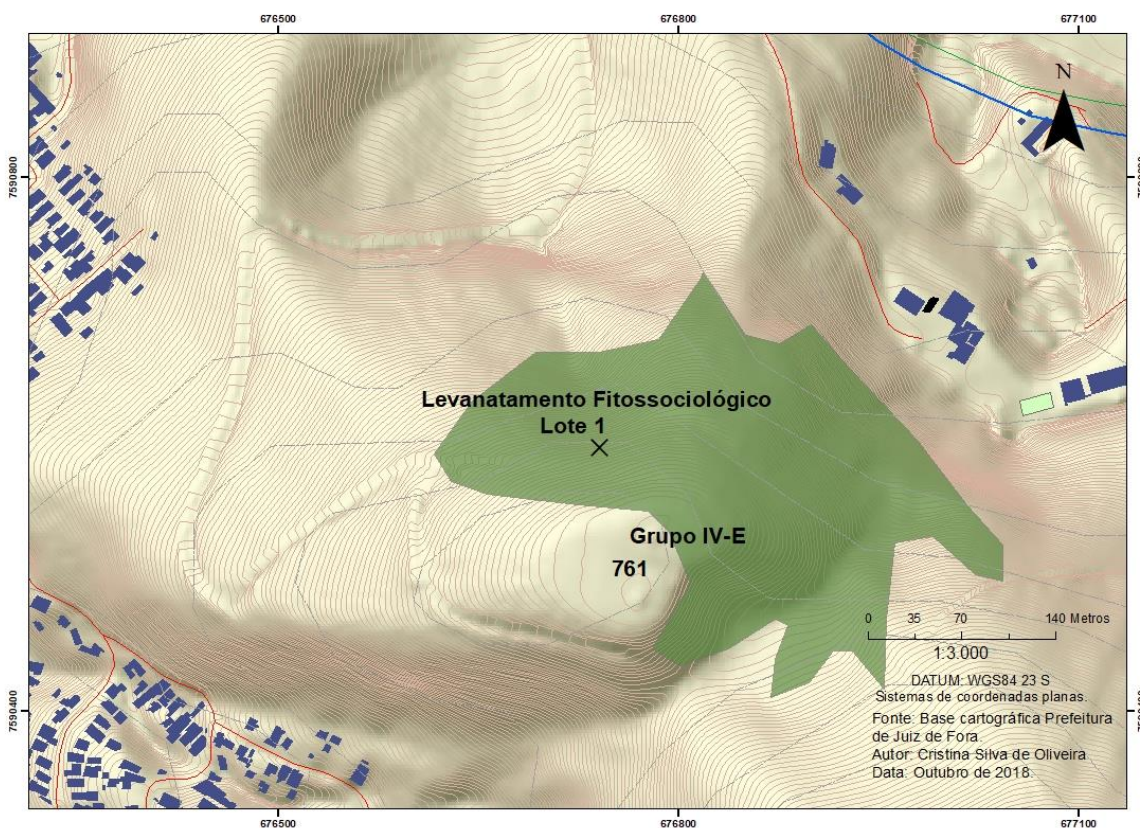 676500
676800
677100
N
7590800
7590800
Levanatamento Fitossociológico
Lote 1
Grupo IV-E
761
0 35 70 140 Metros
1:3.000
DATUM: WGS84 23 S
Sistemas de coordenadas planas.
Fonte: Base cartográfica Prefeitura
de Juiz de Fora.
Autor: Cristina Silva de Oliveira
Data: Outubro de 2018.
7590400
7590400
676500
676800
677100